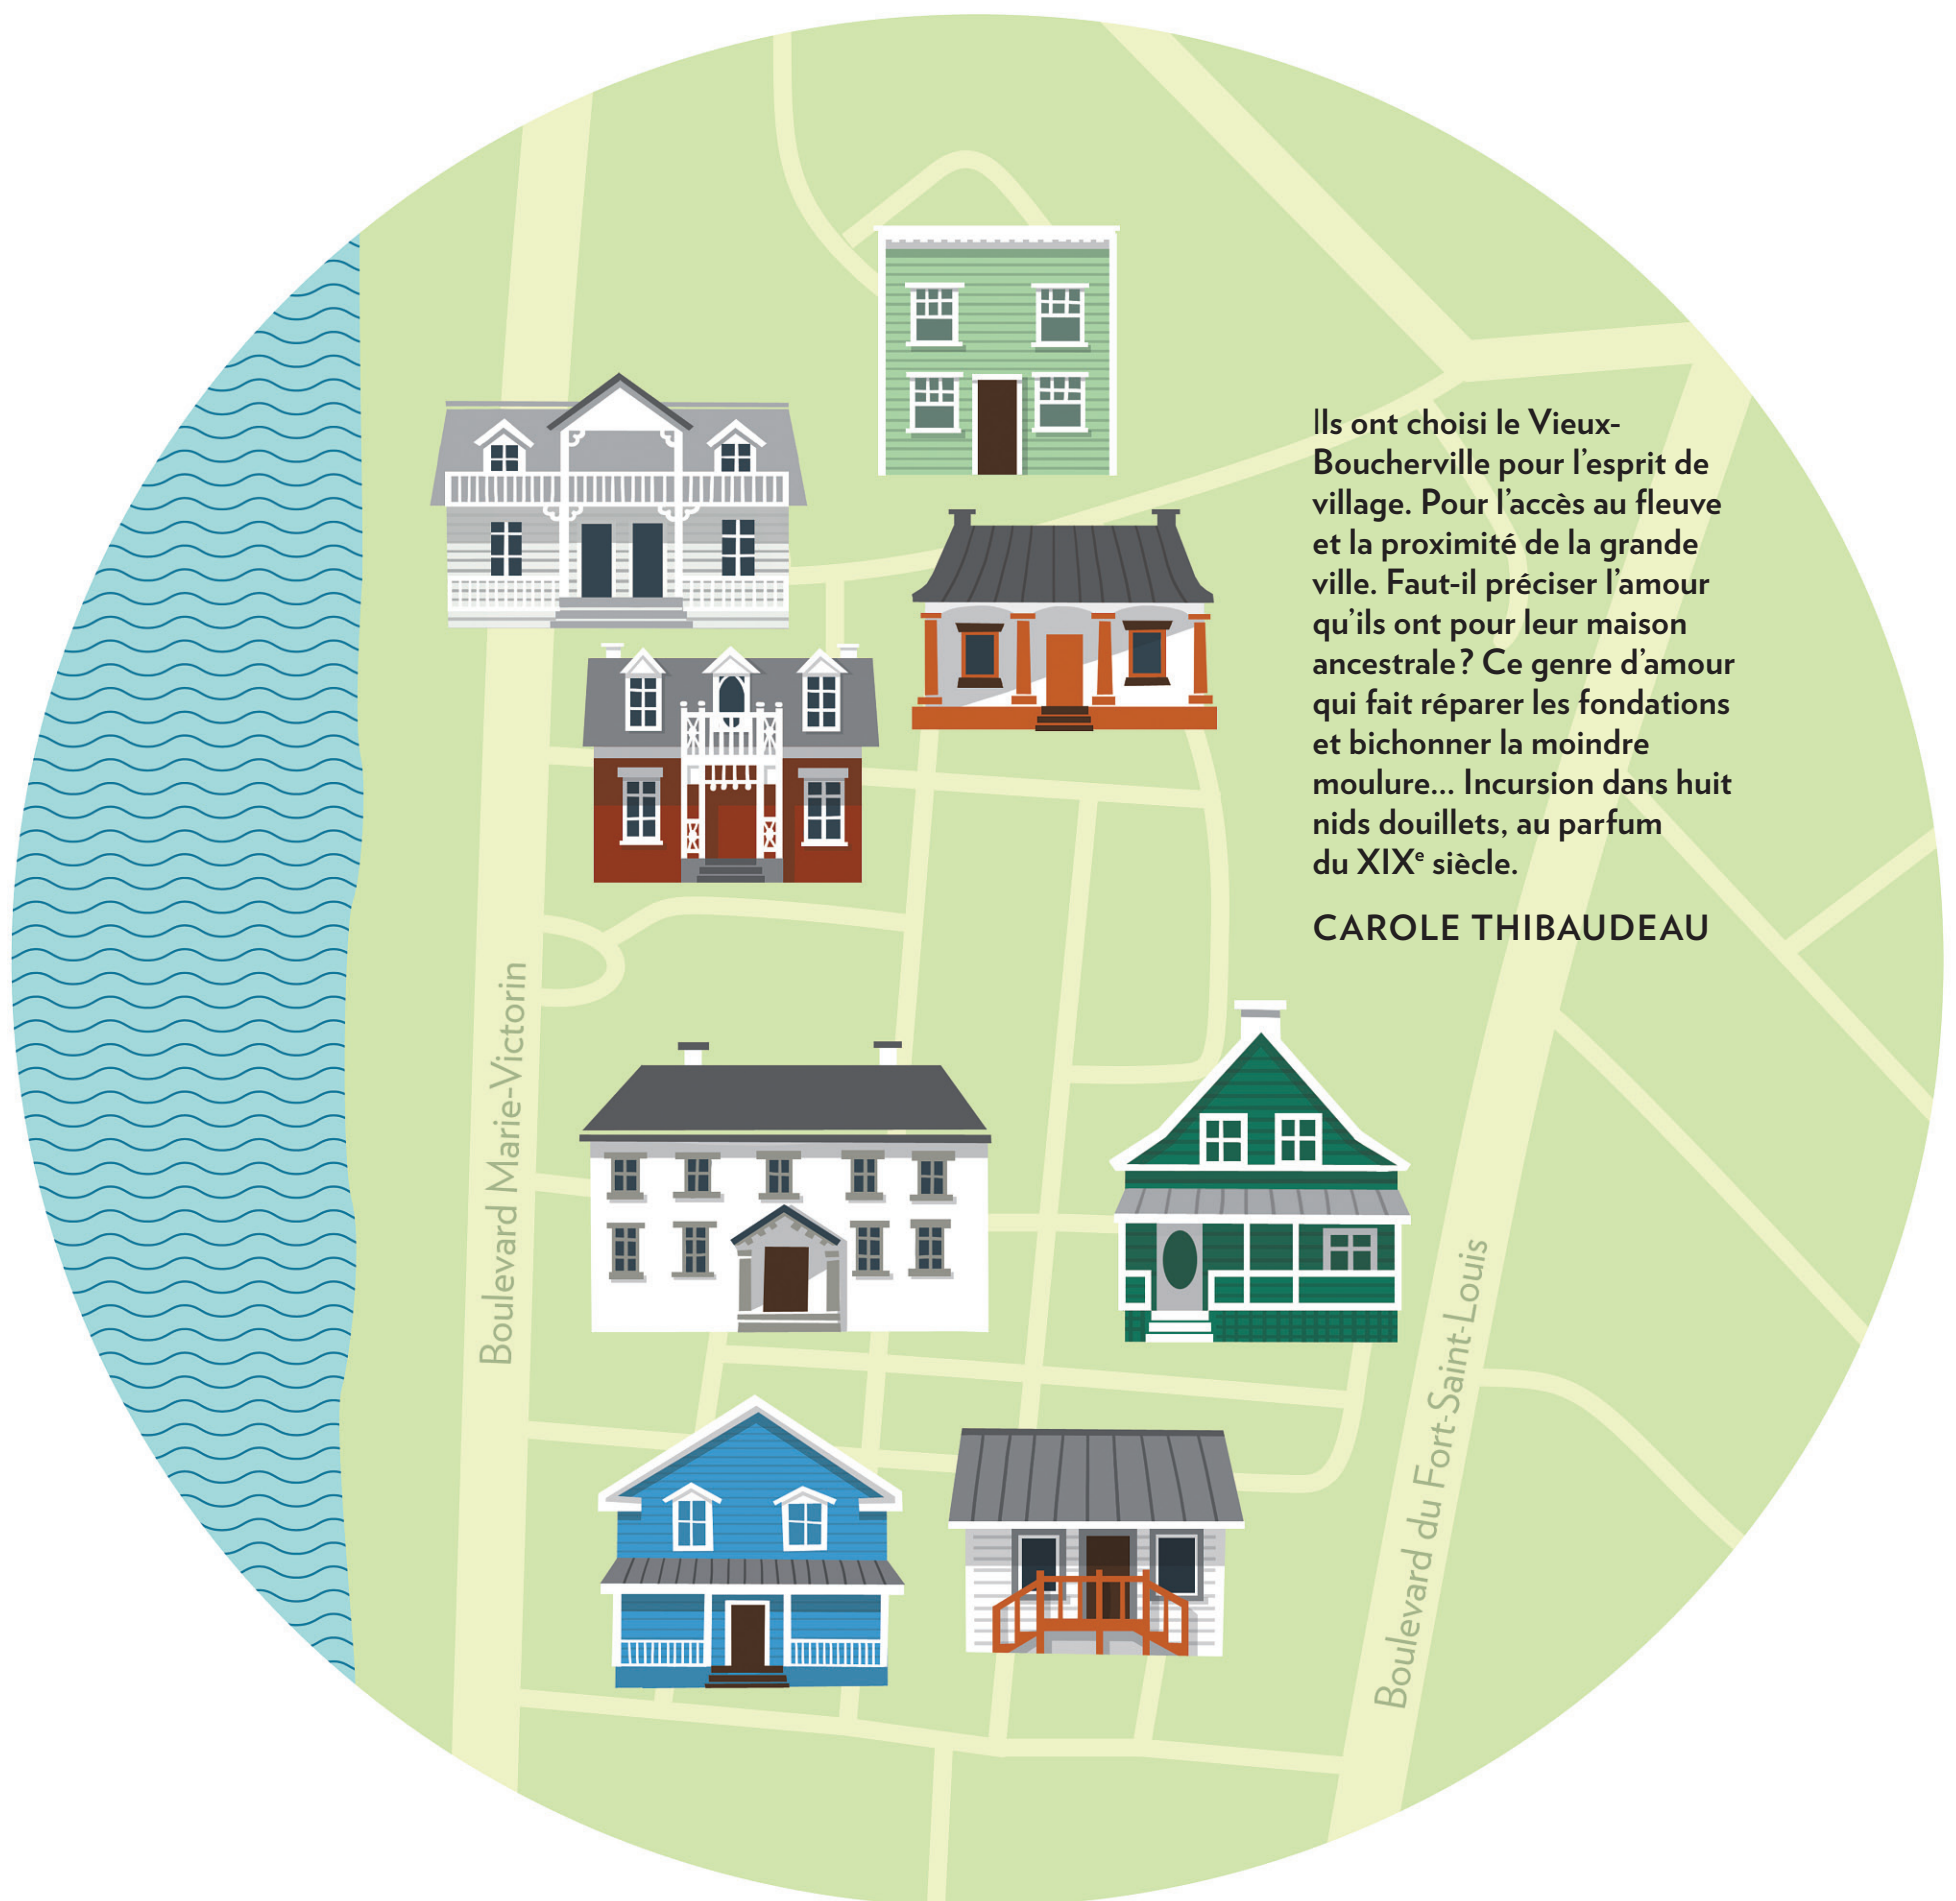 Ils ont choisi le Vieux-
Boucherville pour l’esprit de
village. Pour l’accès au fleuve
et la proximité de la grande
ville. Faut-il préciser l’amour
qu’ils ont pour leur maison
ancestrale? Ce genre d’amour
qui fait réparer les fondations
et bichonner la moindre
moulure... Incursion dans huit
nids douillets, au parfum
du XIXᵉ siècle.
CAROLE THIBAUDEAU
Boulevard Marie-Victorin
Boulevard du Fort-Saint-Louis